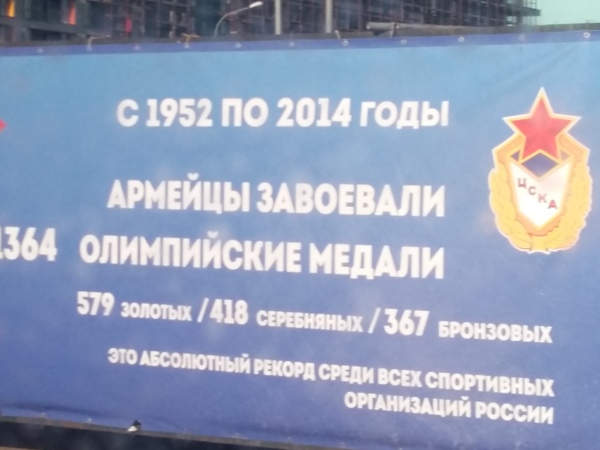 С 1952 ПО 2014 ГОДЫ
АРМЕЙЦЫ ЗАВОЕВАЛИ
1364 ОЛИМПИЙСКИЕ МЕДАЛИ
579 ЗОЛОТЫХ / 418 СЕРЕБНЯНЫХ / 367 БРОНЗОВЫХ
ЭТО АБСОЛЮТНЫЙ РЕКОРД СРЕДИ ВСЕХ СПОРТИВНЫХ
ОРГАНИЗАЦИЙ РОССИИ
ЦСКА